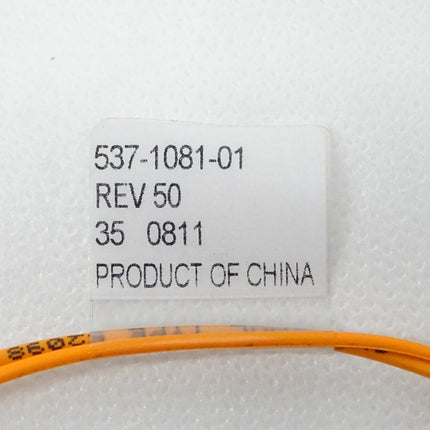 537-1081-01
REV 50
35 0811
PRODUCT OF CHINA